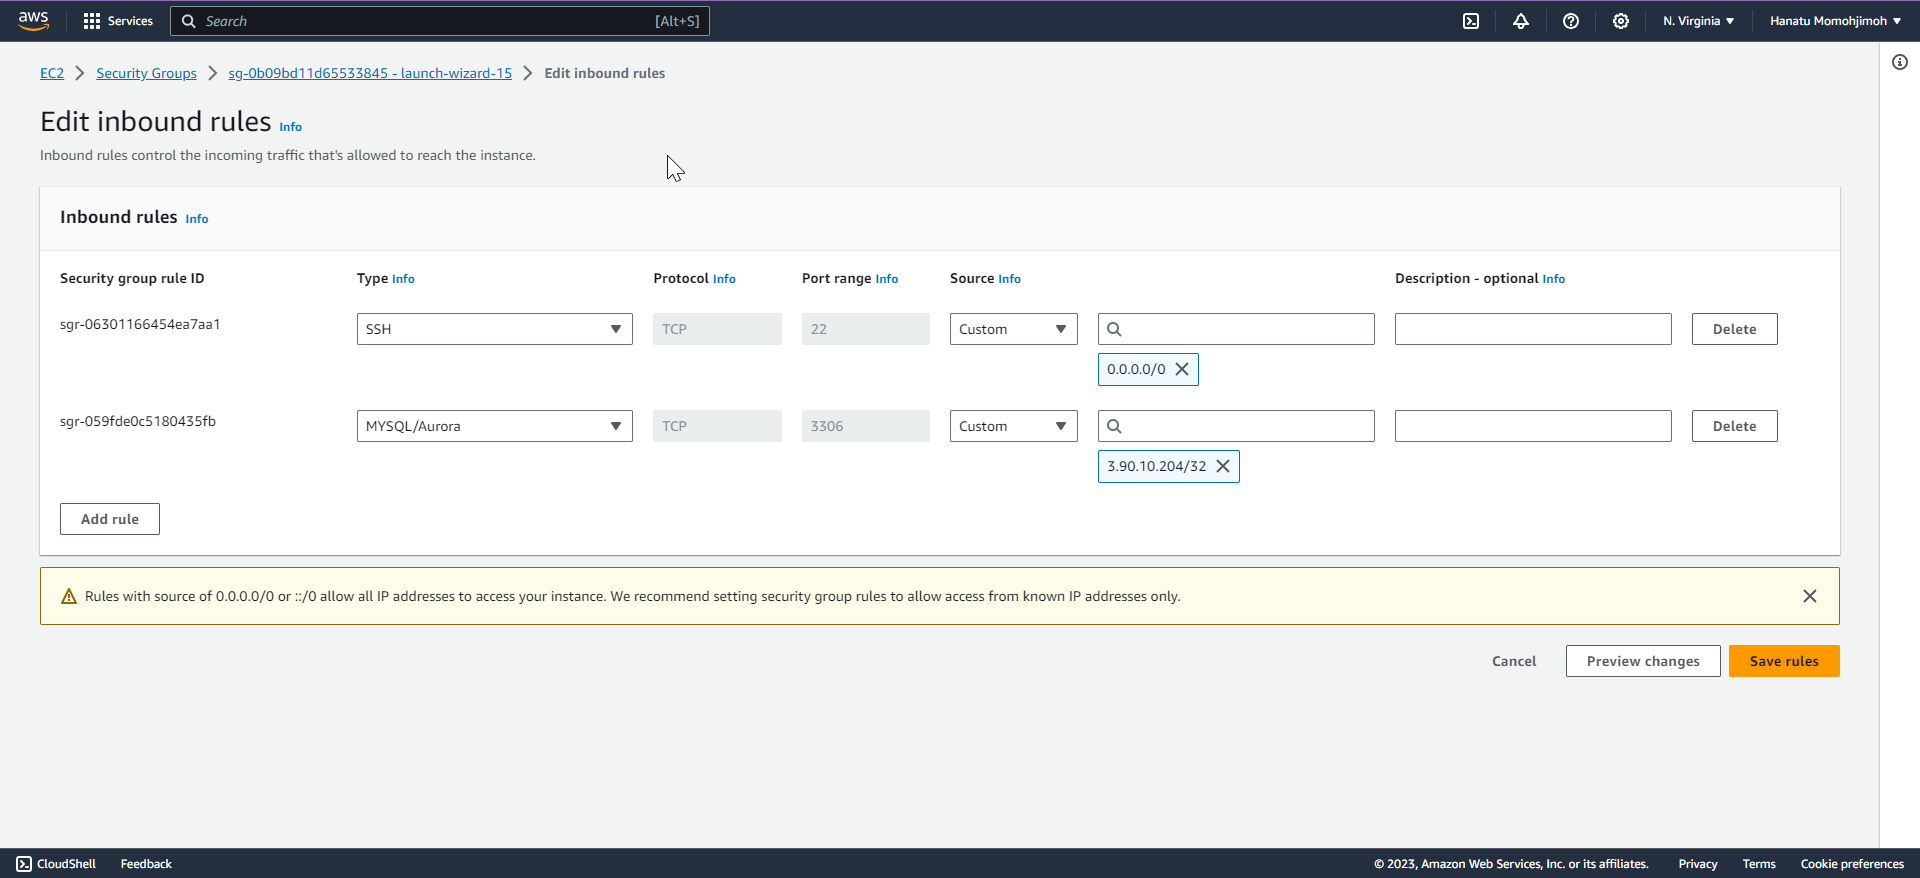 aws
Services
Search
[Alt+S]
N. Virginia
Hanatu Momohjimoh
EC2
Security Groups
sg-0b09bd11d65533845 - launch-wizard-15
Edit inbound rules
Edit inbound rules Info
Inbound rules control the incoming traffic that's allowed to reach the instance.
Inbound rules Info
Security group rule ID
Type Info
Protocol Info
Port range Info
Source Info
Description - optional Info
sgr-06301166454ea7aa1
SSH
TCP
22
Custom
Delete
0.0.0.0/0
sgr-059fde0c5180435fb
MYSQL/Aurora
TCP
3306
Custom
Delete
3.90.10.204/32
Add rule
Rules with source of 0.0.0.0/0 or ::/0 allow all IP addresses to access your instance. We recommend setting security group rules to allow access from known IP addresses only.
Cancel
Preview changes
Save rules
CloudShell
Feedback
© 2023, Amazon Web Services, Inc. or its affiliates.
Privacy
Terms
Cookie preferences